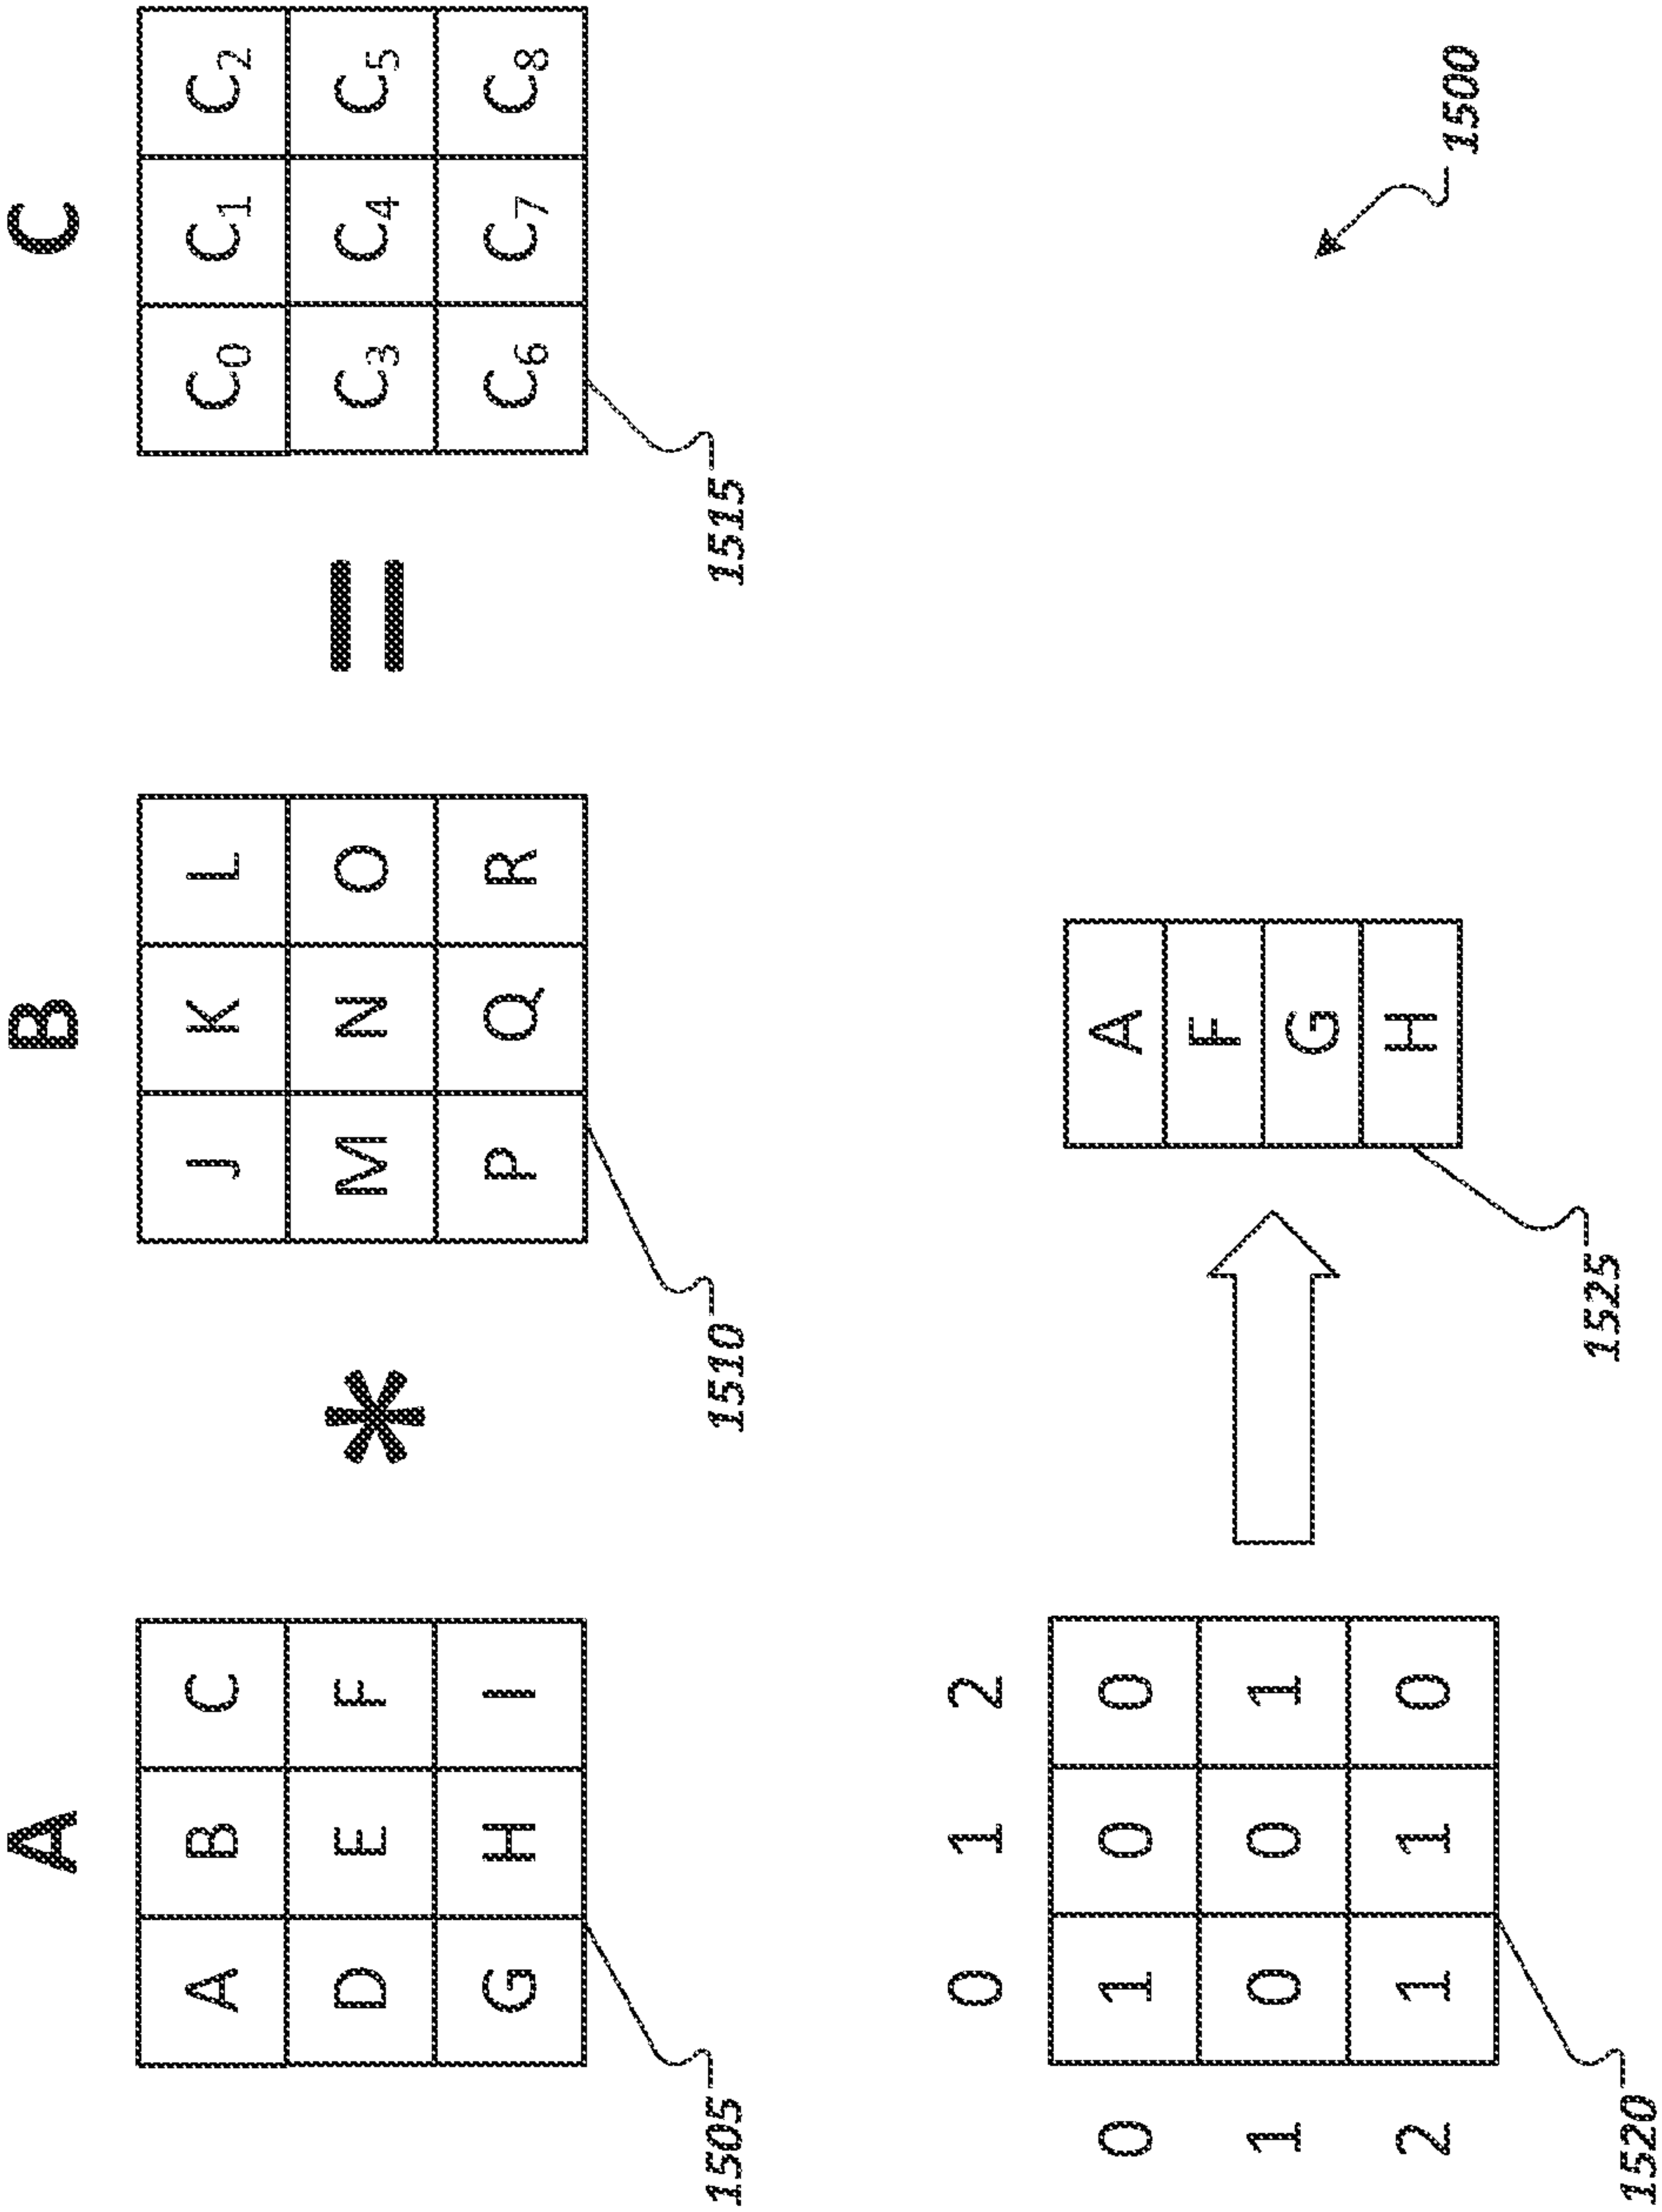 A B C
A B C J K L C0 C1 C2
D E F * M N O = C3 C4 C5
G H I P Q R C6 C7 C8
1505 1510 1515
0 1 2
0 1 0 0 A
1 0 0 1 F
G
2 1 1 0 H
1520 1525
1500